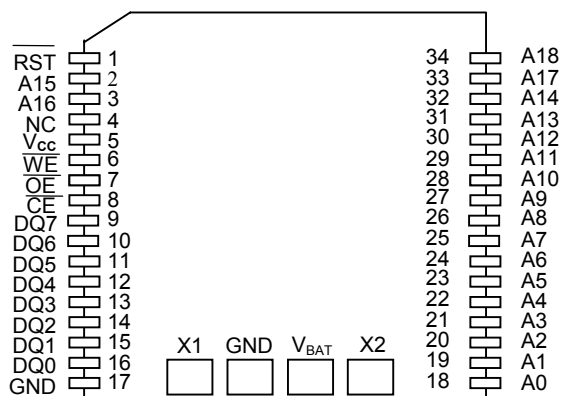 RST 1 34 A18
A15 2 33 A17
A16 3 32 A14
NC 4 31 A13
Vcc 5 30 A12
WE 6 29 A11
OE 7 28 A10
CE 8 27 A9
DQ7 9 26 A8
DQ6 10 25 A7
DQ5 11 24 A6
DQ4 12 23 A5
DQ3 13 22 A4
DQ2 14 21 A3
DQ1 15 20 A2
DQ0 16 19 A1
GND 17 18 A0
X1 GND VBAT X2